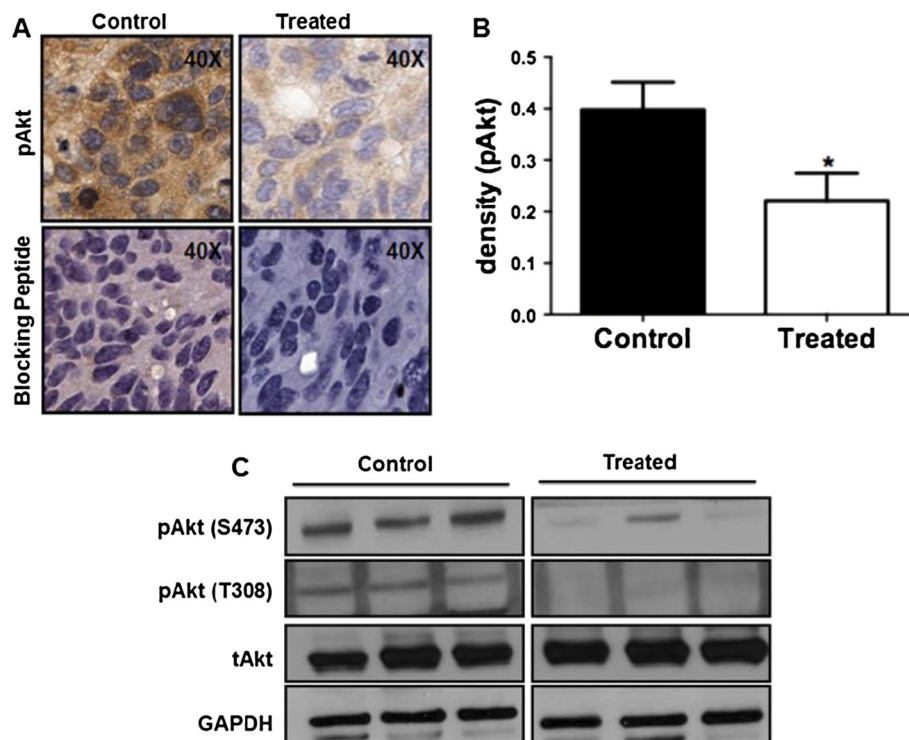 A
Control
Treated
pAkt
40X
40X
Blocking Peptide
40X
40X
B
density (pAkt)
0.5
0.4
0.3
0.2
0.1
0.0
*
Control
Treated
C
Control
Treated
pAkt (S473)
pAkt (T308)
tAkt
GAPDH